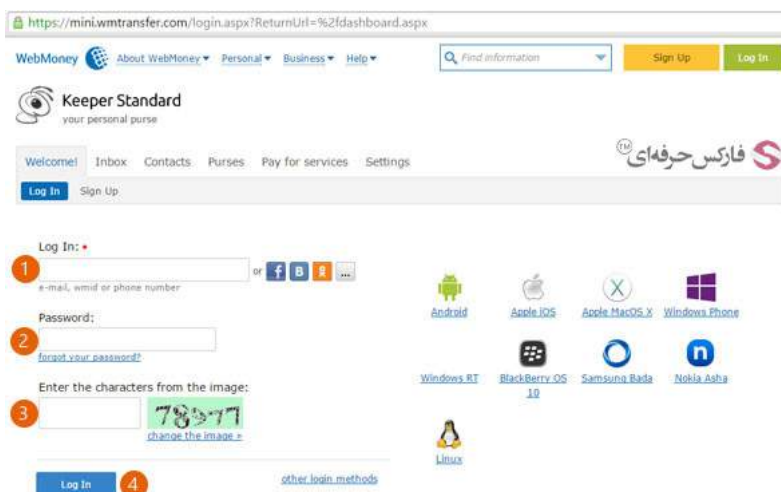 https://mini.wmtransfer.com/login.aspx?ReturnUrl=%2fdashboard.aspx
WebMoney About WebMoney Personal Business Help Find information Sign Up Log In
Keeper Standard
your personal purse
فارکس حرفه‌ای TM
Welcome! Inbox Contacts Purses Pay for services Settings
Log In Sign Up
Log In: •
1 or f B ...
e-mail, wmid or phone number
Android Apple iOS Apple MacOS X Windows Phone
Password:
2
forgot your password?
Windows RT BlackBerry OS 10 Samsung Bada Nokia Asha
Enter the characters from the image:
3 78977
change the image »
Linux
Log In 4 other login methods